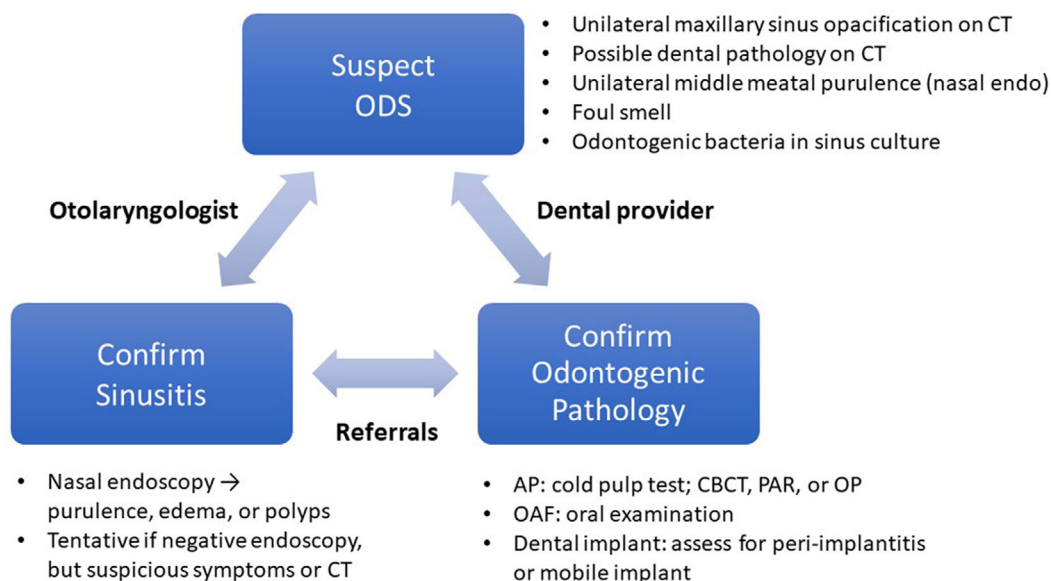 Suspect
ODS
• Unilateral maxillary sinus opacification on CT
• Possible dental pathology on CT
• Unilateral middle meatal purulence (nasal endo)
• Foul smell
• Odontogenic bacteria in sinus culture
Otolaryngologist
Dental provider
Confirm
Sinusitis
Confirm
Odontogenic
Pathology
Referrals
• Nasal endoscopy →
purulence, edema, or polyps
• Tentative if negative endoscopy,
but suspicious symptoms or CT
• AP: cold pulp test; CBCT, PAR, or OP
• OAF: oral examination
• Dental implant: assess for peri-implantitis
or mobile implant